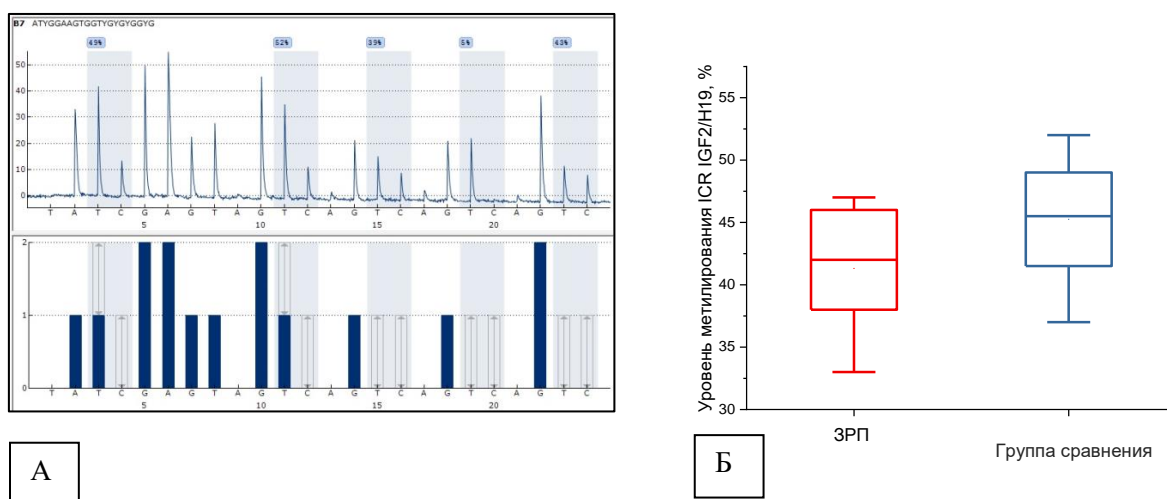 B7 ATYGGAAGTGGTYGYGYGGYG
49% 52% 39% 5% 43%
50
40
30
20
10
0
T A T C G A G T A G T C A G T C A G T C A G T C
5 10 15 20
2
1
0
T A T C G A G T A G T C A G T C A G T C A G T C
5 10 15 20
А
Уровень метилирования ICR IGF2/H19, %
55
50
45
40
35
30
ЗРП
Группа сравнения
Б